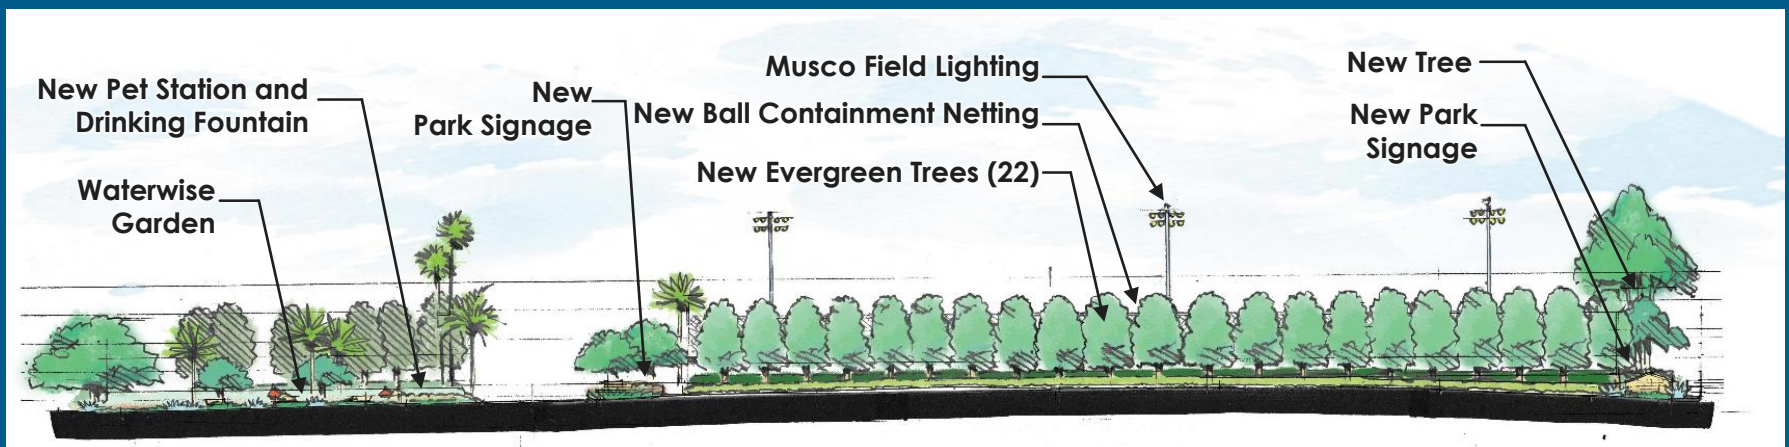 New Pet Station and
Drinking Fountain
Waterwise
Garden
New
Park Signage
Musco Field Lighting
New Ball Containment Netting
New Evergreen Trees (22)
New Tree
New Park
Signage